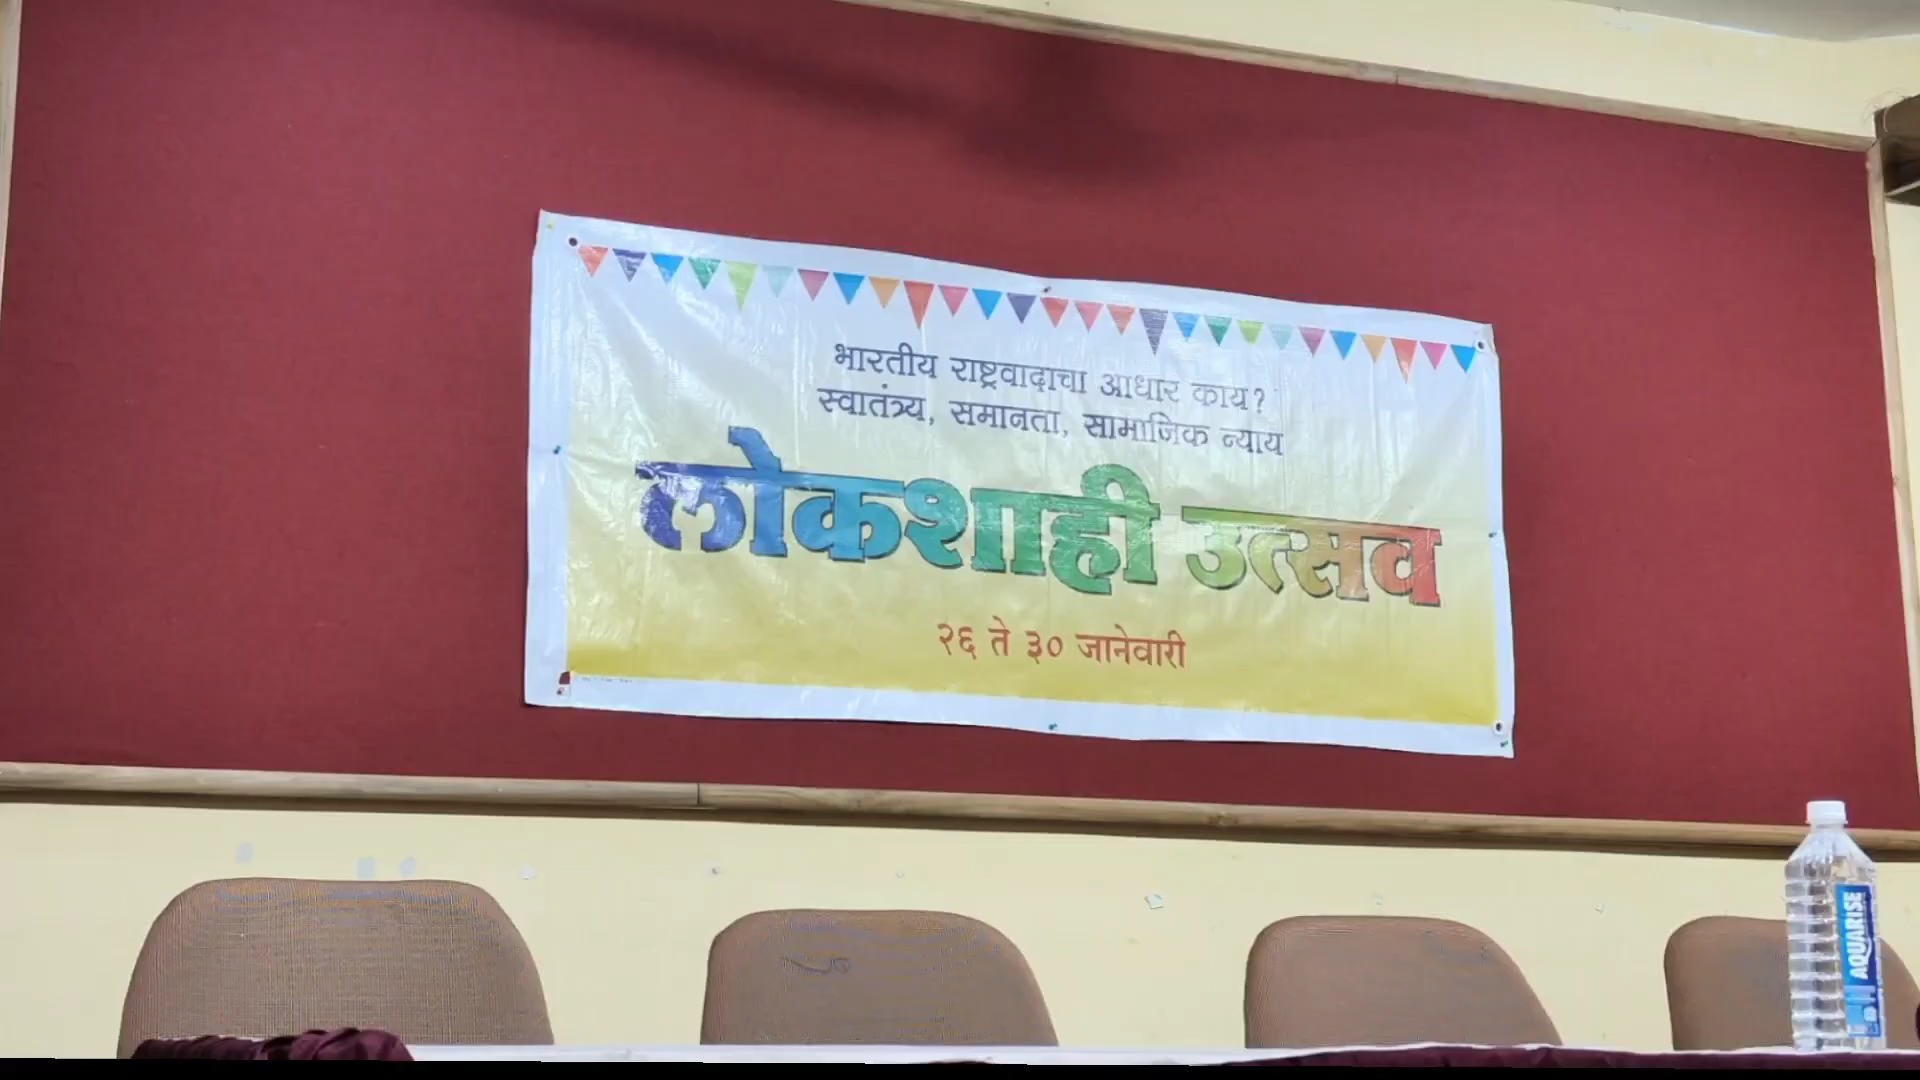 भारतीय राष्ट्रवादाचा आधार काय?
स्वातंत्र्य, समानता, सामाजिक न्याय
लोकशाही उत्सव
२६ ते ३० जानेवारी
AQUARISE